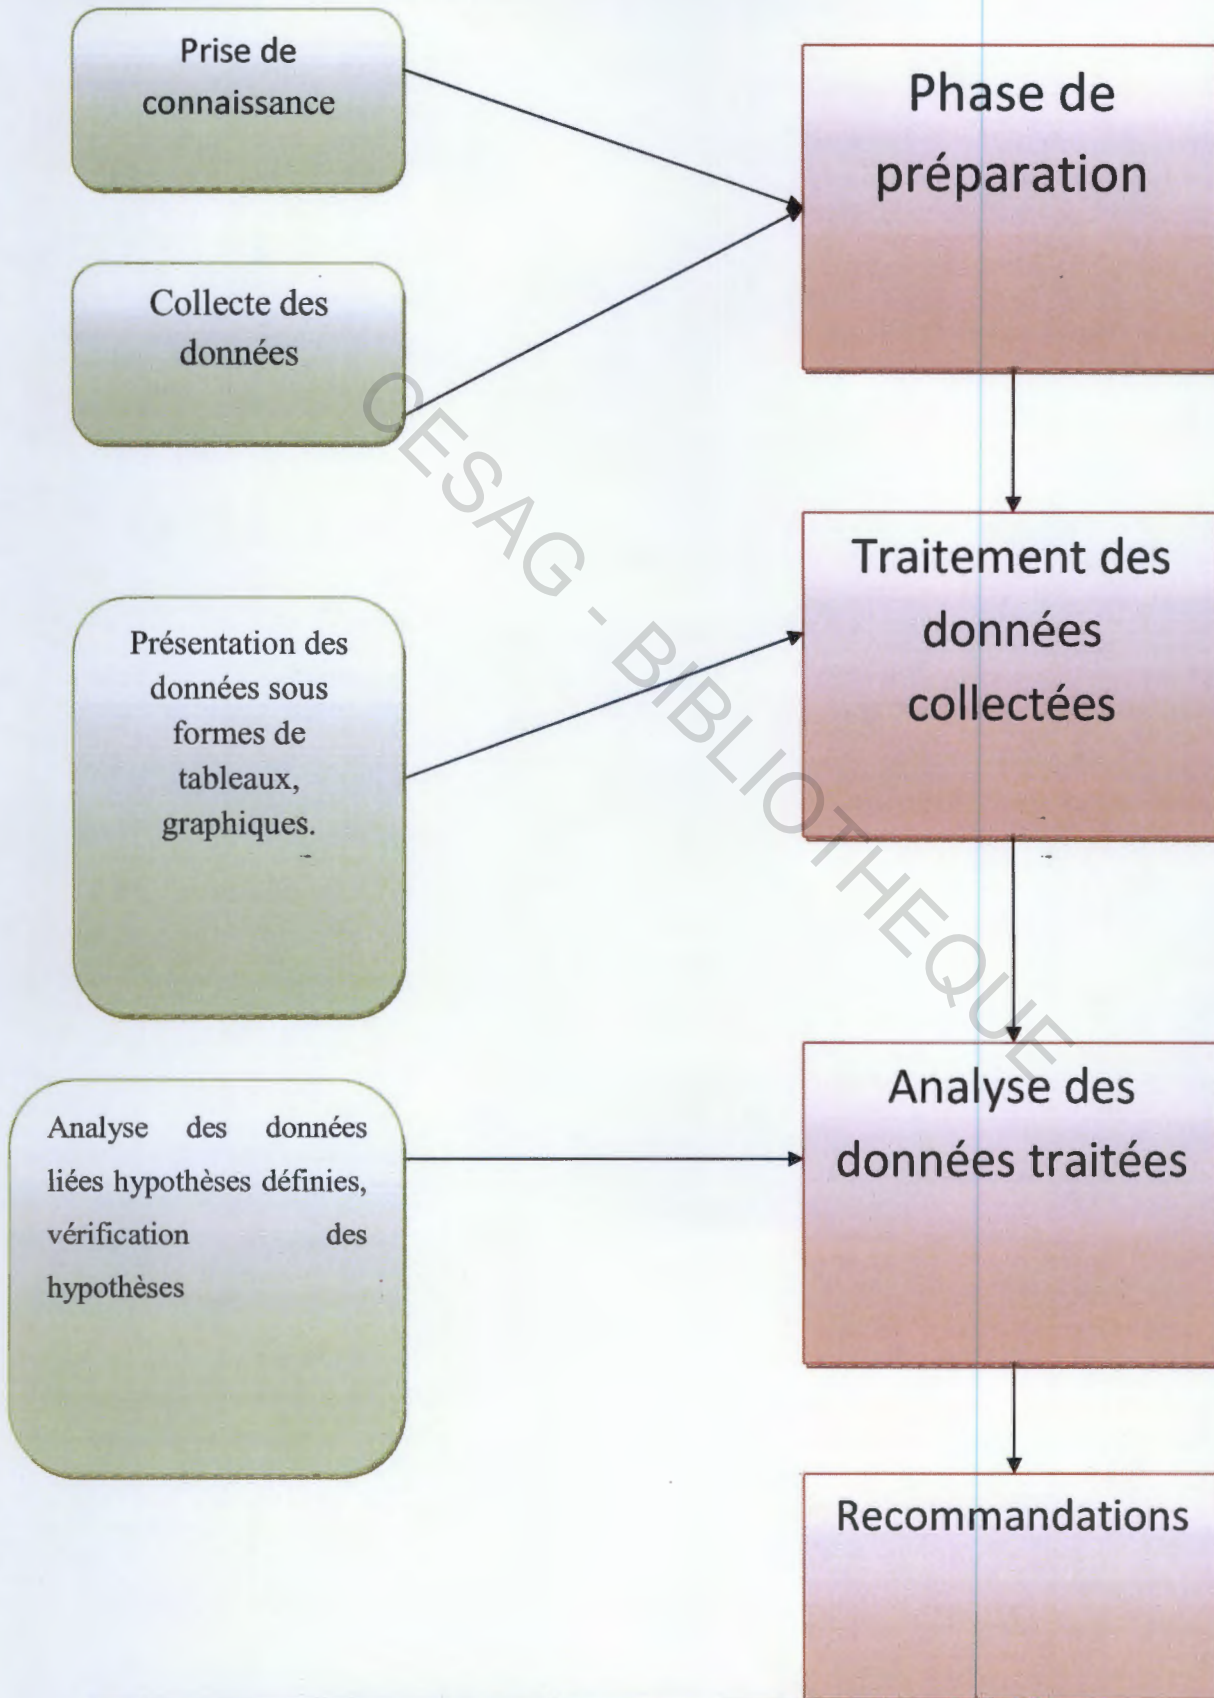 Prise de
connaissance
Phase de
préparation
Collecte des
données
Traitement des
données
collectées
Présentation des
données sous
formes de
tableaux,
graphiques.
Analyse des
données traitées
Analyse des données
liées hypothèses définies,
vérification des
hypothèses
Recommandations
CESAG - BIBLIOTHEQUE